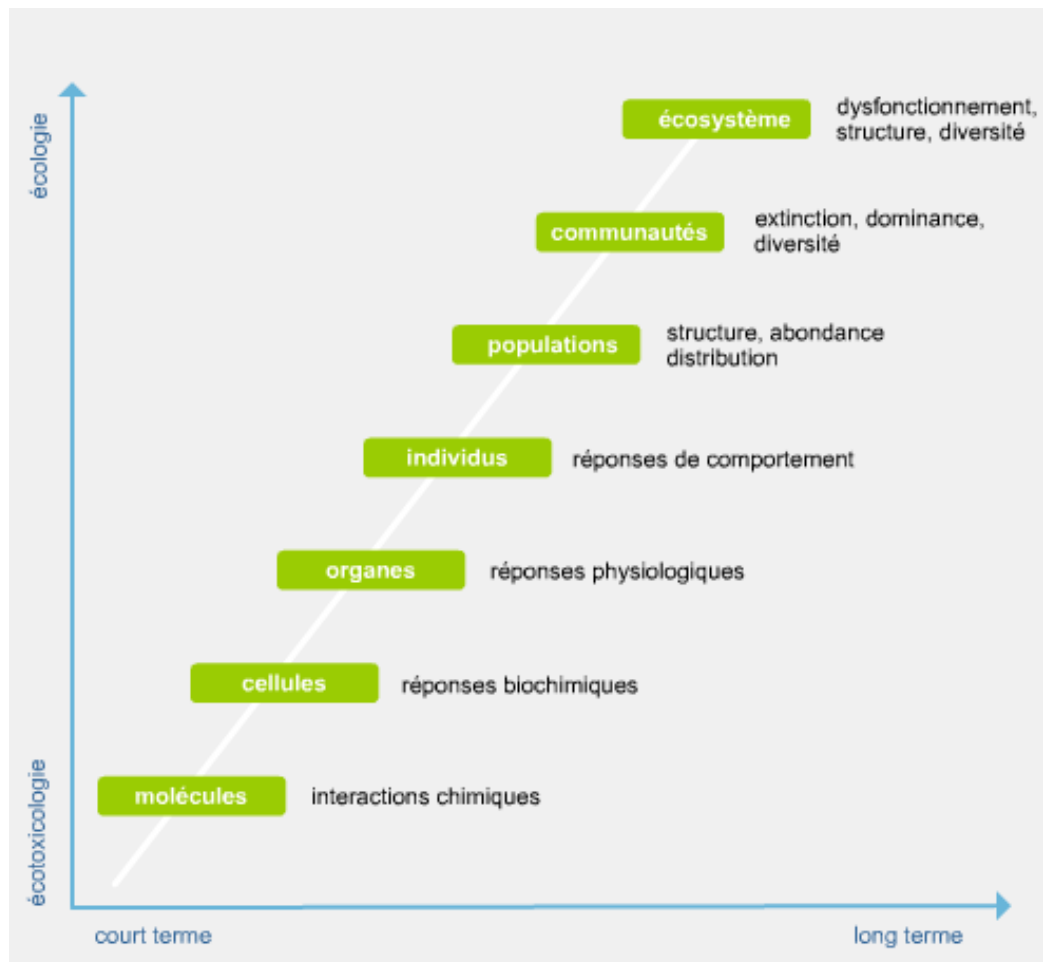 écologie
écosystème
dysfonctionnement,
structure, diversité
communautés
extinction, dominance,
diversité
populations
structure, abondance
distribution
individus
réponses de comportement
organes
réponses physiologiques
cellules
réponses biochimiques
molécules
interactions chimiques
écotoxicologie
court terme
long terme